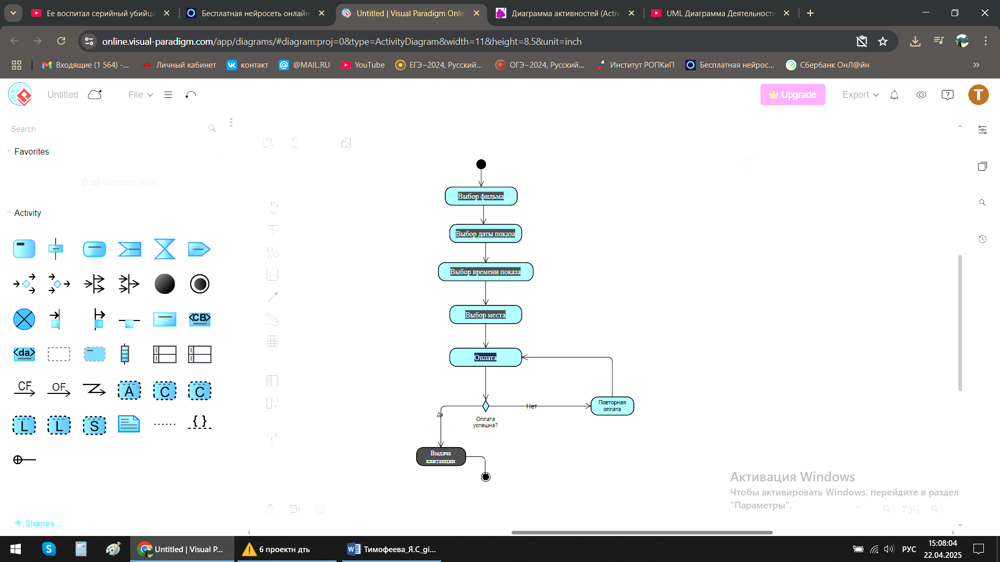 Ее воспитал серийный убийца
Бесплатная нейросеть онлайн
Untitled | Visual Paradigm Onlin
Диаграмма активностей (Activ
UML Диаграмма Деятельности
online.visual-paradigm.com/app/diagrams/#diagram:proj=0&type=ActivityDiagram&width=11&height=8.5&unit=inch
Входящие (1 564) -...
Личный кабинет
контакт
@MAIL.RU
YouTube
ЕГЭ–2024, Русский...
ОГЭ–2024, Русский...
Институт РОПКиП
Бесплатная нейрос...
Сбербанк ОнЛ@йн
Untitled
File
Upgrade
Export
T
Search
Favorites
Drag elements here
Activity
<CB>
<da>
CF
OF
A
C
C
L
L
S
{ }
+ Shapes...
Выбор фильма
Выбор даты показа
Выбор времени показа
Выбор места
Оплата
Нет
Повторная
оплата
Да
Оплата
успешна?
Выдача
квитанции
Активация Windows
Чтобы активировать Windows, перейдите в раздел
"Параметры".
1
70%
Untitled | Visual P...
6 проектн дть
Тимофеева_Я.С_gi...
РУС
15:08:04
22.04.2025